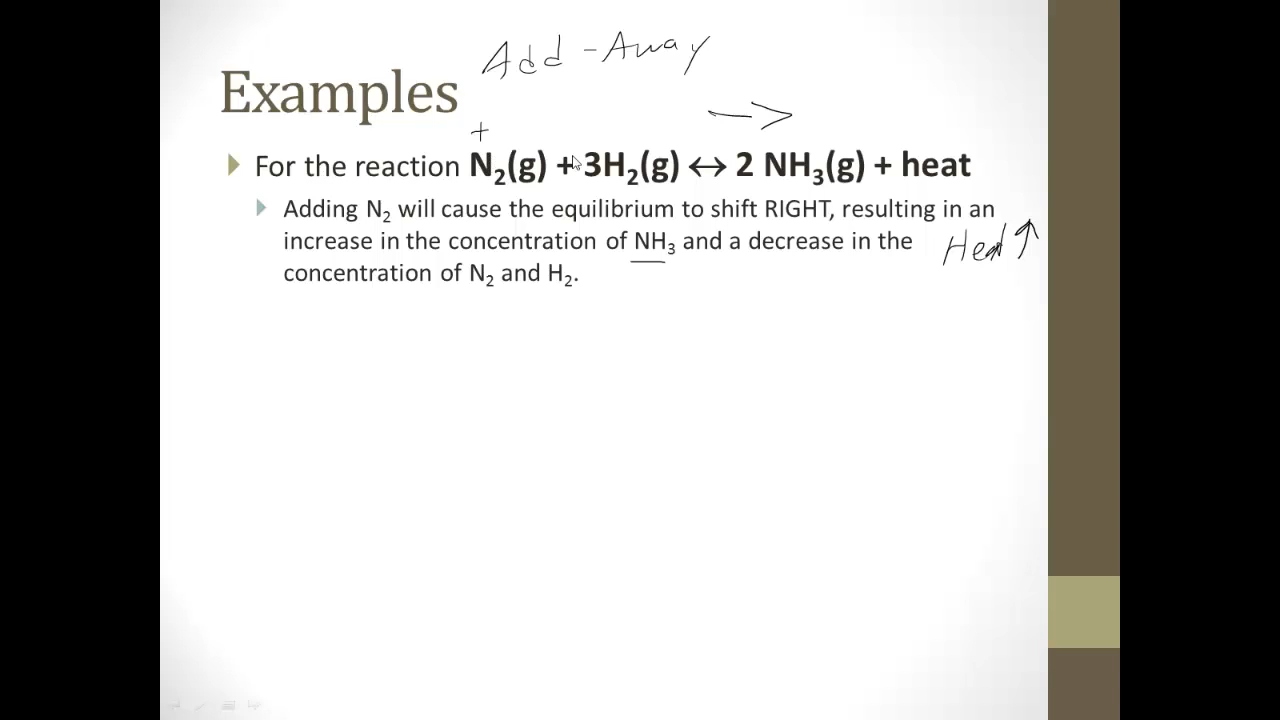 Add - Away
Examples
+
For the reaction N₂(g) + 3H₂(g) ↔ 2 NH₃(g) + heat
Adding N₂ will cause the equilibrium to shift RIGHT, resulting in an
increase in the concentration of NH₃ and a decrease in the
Heat ↑
concentration of N₂ and H₂.